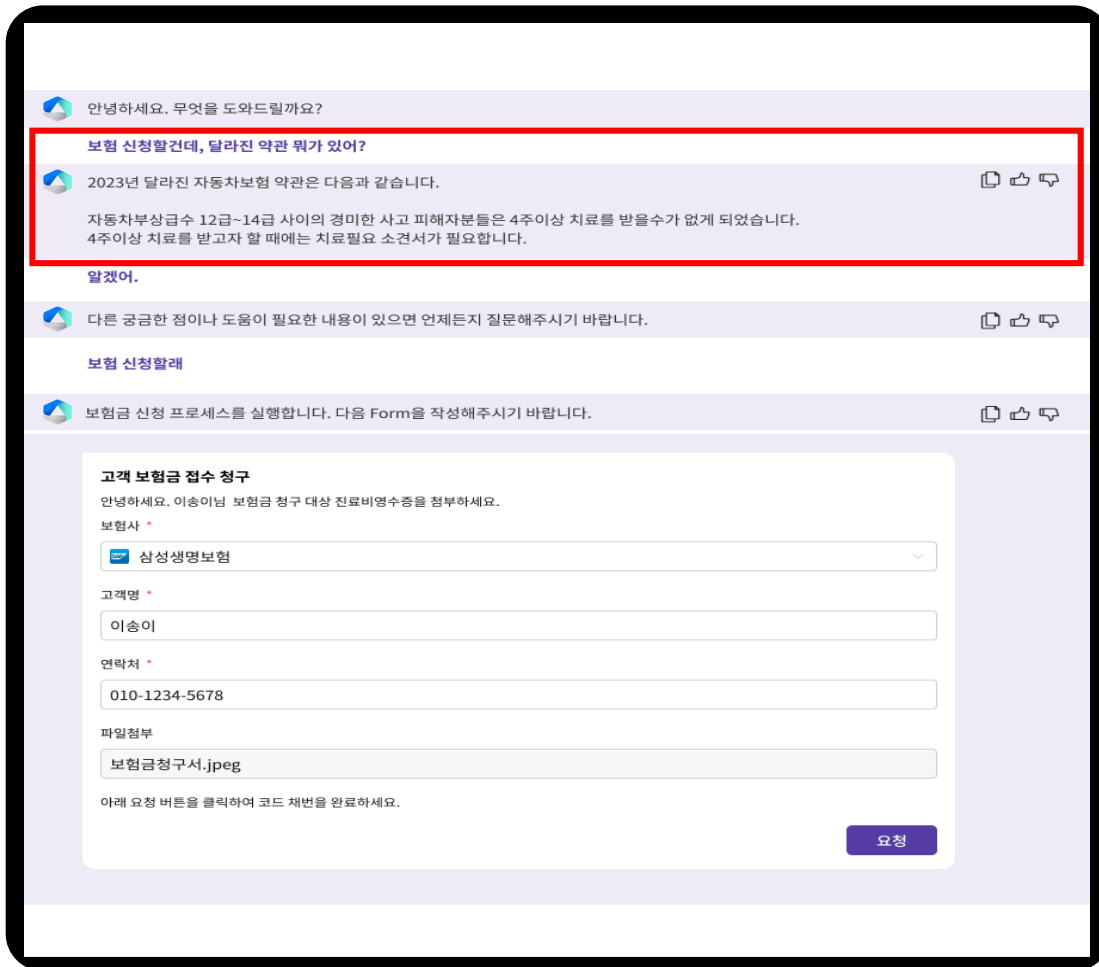 안녕하세요. 무엇을 도와드릴까요?
보험 신청할건데, 달라진 약관 뭐가 있어?
2023년 달라진 자동차보험 약관은 다음과 같습니다.
자동차부상급수 12급~14급 사이의 경미한 사고 피해자분들은 4주이상 치료를 받을수가 없게 되었습니다.
4주이상 치료를 받고자 할 때에는 치료필요 소견서가 필요합니다.
알겠어.
다른 궁금한 점이나 도움이 필요한 내용이 있으면 언제든지 질문해주시기 바랍니다.
보험 신청할래
보험금 신청 프로세스를 실행합니다. 다음 Form을 작성해주시기 바랍니다.
고객 보험금 접수 청구
안녕하세요. 이송이님 보험금 청구 대상 진료비영수증을 첨부하세요.
보험사 *
SAP 삼성생명보험
고객명 *
이송이
연락처 *
010-1234-5678
파일첨부
보험금청구서.jpeg
아래 요청 버튼을 클릭하여 코드 채번을 완료하세요.
요청